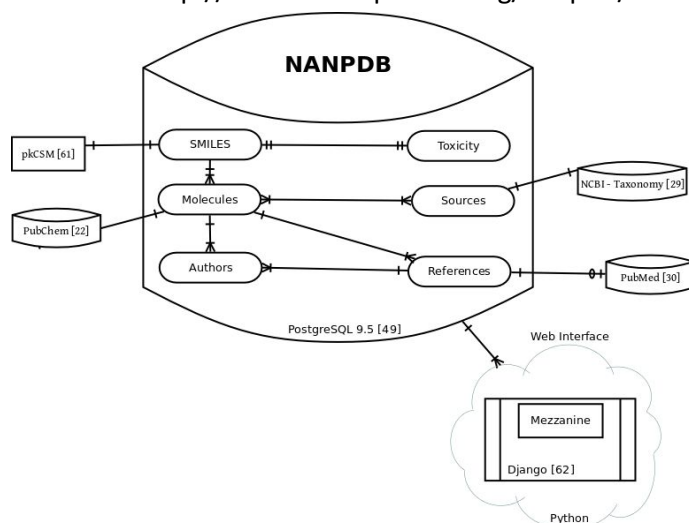 NANPDB
pkCSM [61]
SMILES
Toxicity
Molecules
Sources
NCBI - Taxonomy [29]
PubChem [22]
Authors
References
PubMed [30]
PostgreSQL 9.5 [49]
Web Interface
Mezzanine
Django [62]
Python